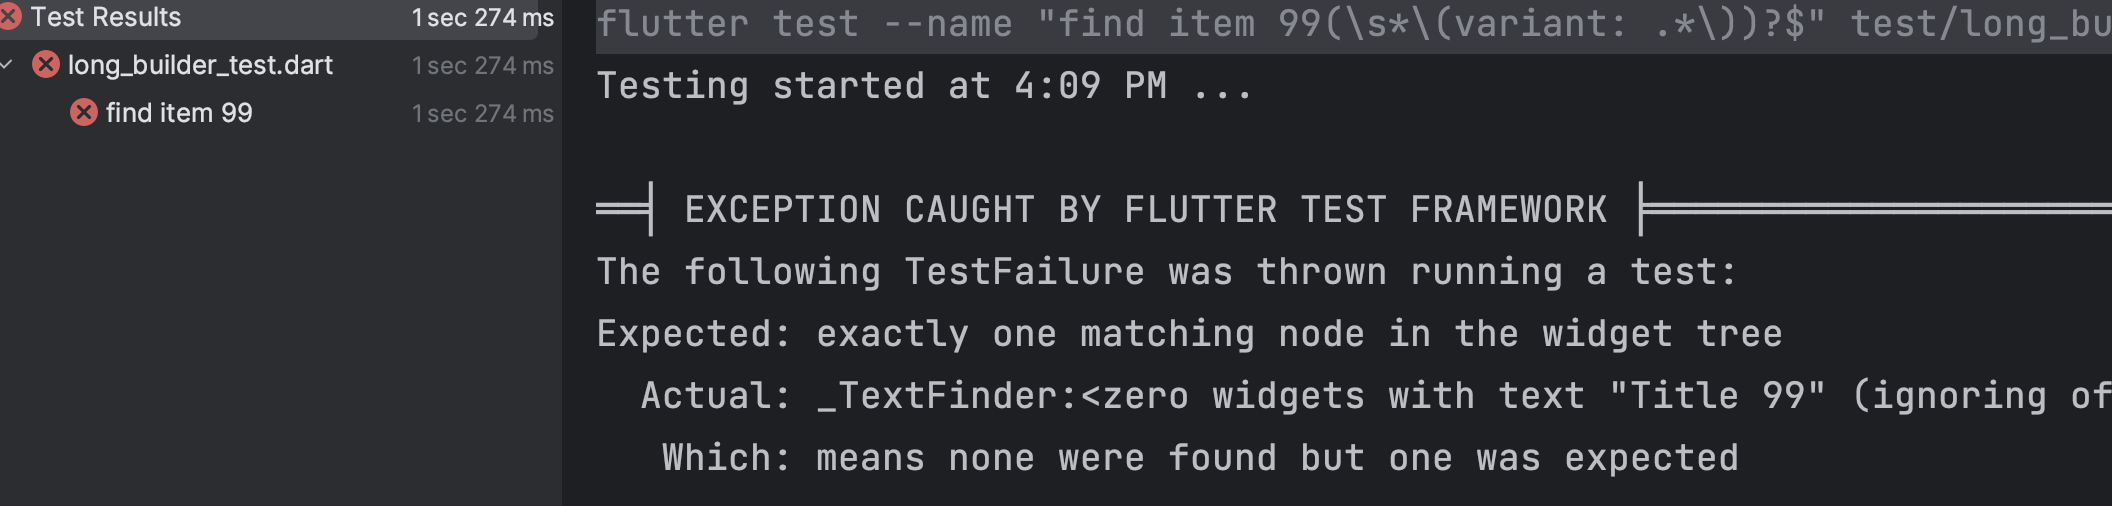 Test Results 1 sec 274 ms
long_builder_test.dart 1 sec 274 ms
find item 99 1 sec 274 ms
flutter test --name "find item 99(\s*\(variant: .*\))?$" test/long_bu
Testing started at 4:09 PM ...
EXCEPTION CAUGHT BY FLUTTER TEST FRAMEWORK
The following TestFailure was thrown running a test:
Expected: exactly one matching node in the widget tree
Actual: _TextFinder:<zero widgets with text "Title 99" (ignoring of
Which: means none were found but one was expected